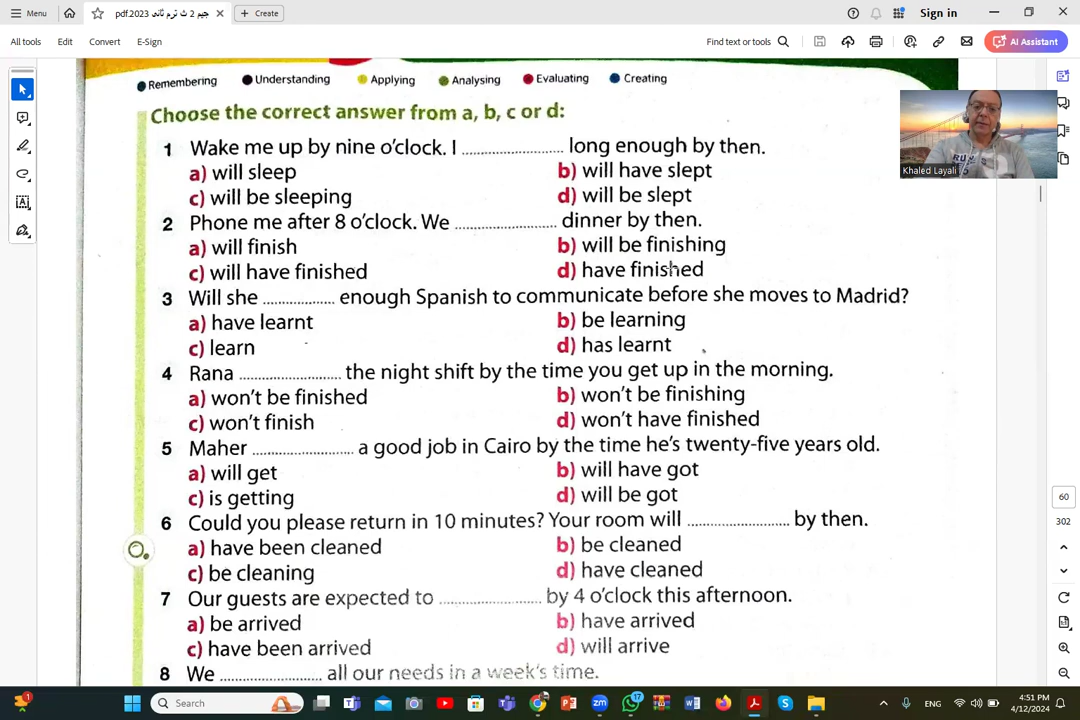 Menu
جيم 2 ث ترم ثانى 2023.pdf
Create
Sign in
All tools Edit Convert E-Sign
Find text or tools
AI Assistant
Remembering Understanding Applying Analysing Evaluating Creating
Choose the correct answer from a, b, c or d:
1 Wake me up by nine o'clock. I .................... long enough by then.
a) will sleep b) will have slept
c) will be sleeping d) will be slept
2 Phone me after 8 o'clock. We .................... dinner by then.
a) will finish b) will be finishing
c) will have finished d) have finished
3 Will she .................... enough Spanish to communicate before she moves to Madrid?
a) have learnt b) be learning
c) learn d) has learnt
4 Rana .................... the night shift by the time you get up in the morning.
a) won't be finished b) won't be finishing
c) won't finish d) won't have finished
5 Maher .................... a good job in Cairo by the time he's twenty-five years old.
a) will get b) will have got
c) is getting d) will be got
6 Could you please return in 10 minutes? Your room will .................... by then.
a) have been cleaned b) be cleaned
c) be cleaning d) have cleaned
7 Our guests are expected to .................... by 4 o'clock this afternoon.
a) be arrived b) have arrived
c) have been arrived d) will arrive
8 We .................... all our needs in a week's time.
Khaled Layali
60
302
1
Search
17
ENG
4:51 PM
4/12/2024